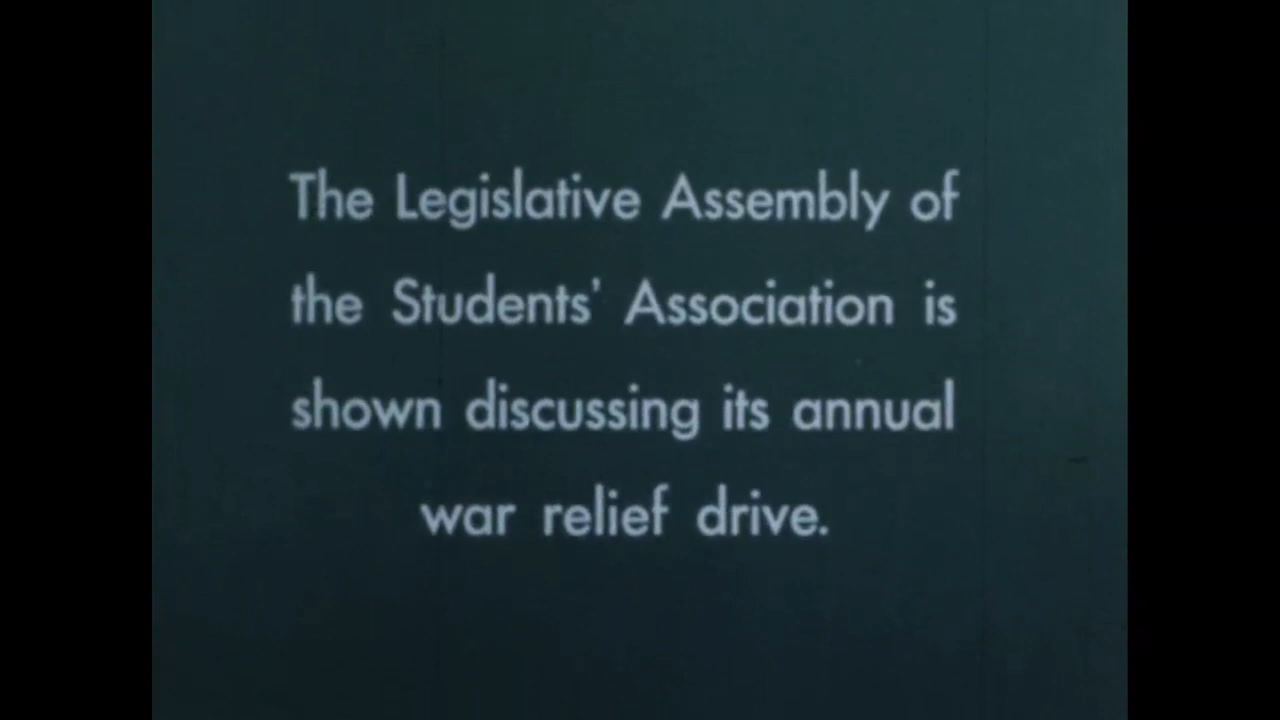 The Legislative Assembly of
the Students' Association is
shown discussing its annual
war relief drive.